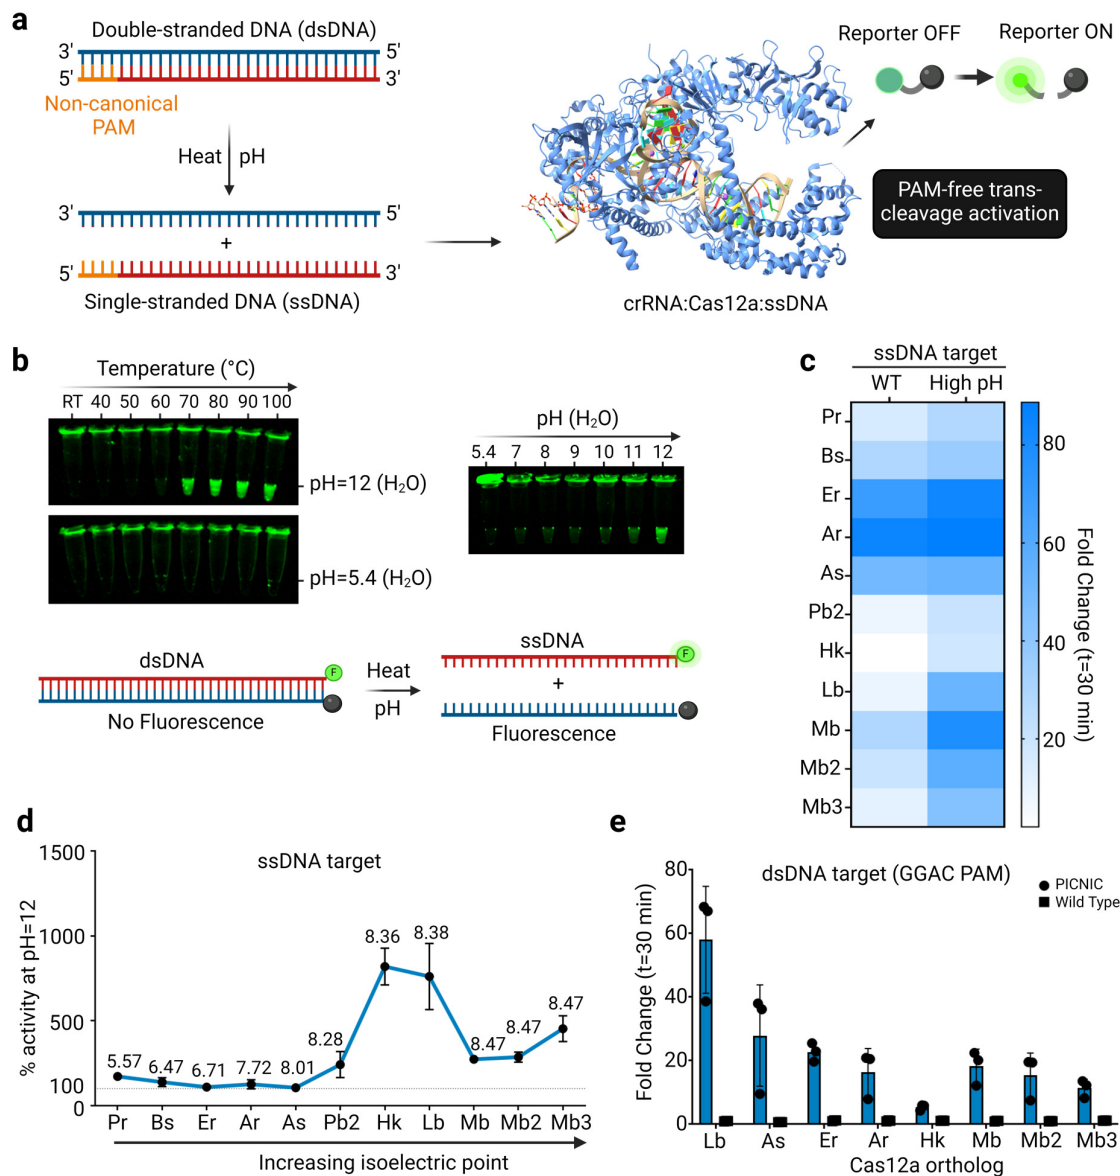 a
Double-stranded DNA (dsDNA)
3' 5'
5' 3'
Non-canonical
PAM
Heat pH
3' 5'
+
5' 3'
Single-stranded DNA (ssDNA)
crRNA:Cas12a:ssDNA
Reporter OFF Reporter ON
PAM-free trans-
cleavage activation
b
Temperature (°C)
RT 40 50 60 70 80 90 100
pH=12 (H₂O)
pH=5.4 (H₂O)
pH (H₂O)
5.4 7 8 9 10 11 12
dsDNA
F
No Fluorescence
Heat
pH
ssDNA
F
+
Fluorescence
c
ssDNA target
WT High pH
Pr
Bs
Er
Ar
As
Pb2
Hk
Lb
Mb
Mb2
Mb3
80
60
40
20
Fold Change (t=30 min)
d
ssDNA target
% activity at pH=12
1500
1000
500
100
0
5.57 6.47 6.71 7.72 8.01 8.28 8.36 8.38 8.47 8.47 8.47
Pr Bs Er Ar As Pb2 Hk Lb Mb Mb2 Mb3
Increasing isoelectric point
e
dsDNA target (GGAC PAM)
PICNIC
Wild Type
Fold Change (t=30 min)
80
60
40
20
0
Lb As Er Ar Hk Mb Mb2 Mb3
Cas12a ortholog